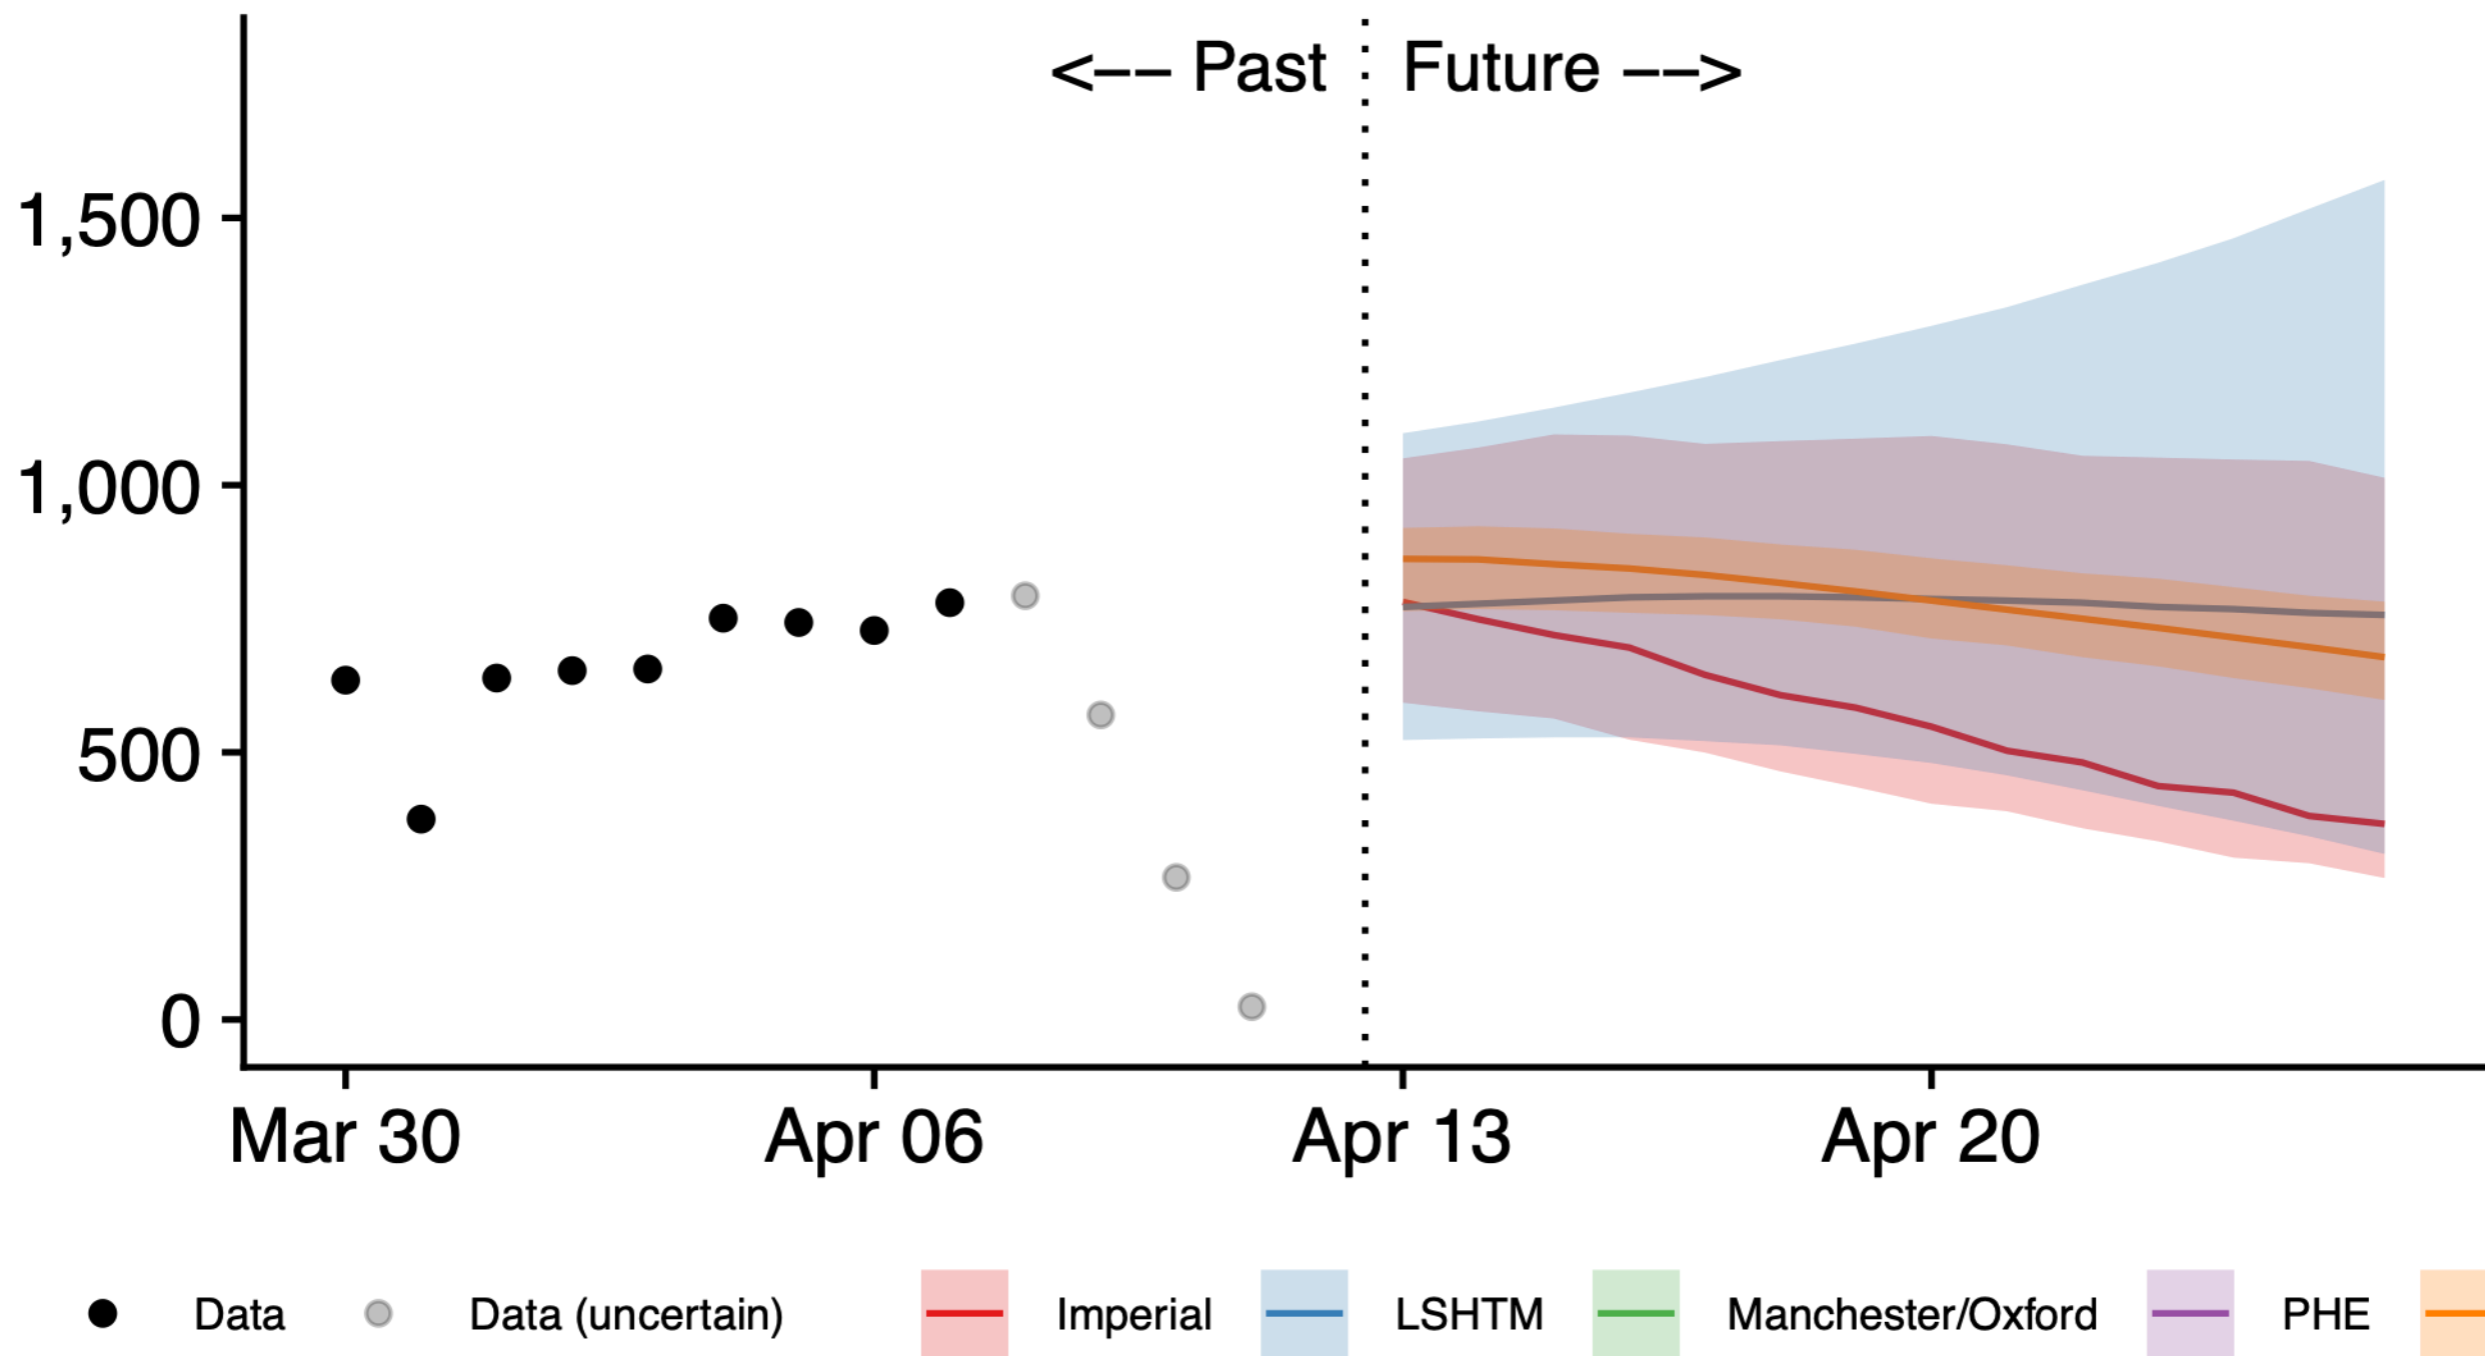 <-- Past Future -->
1,500
1,000
500
0
Mar 30 Apr 06 Apr 13 Apr 20
Data Data (uncertain) Imperial LSHTM Manchester/Oxford PHE